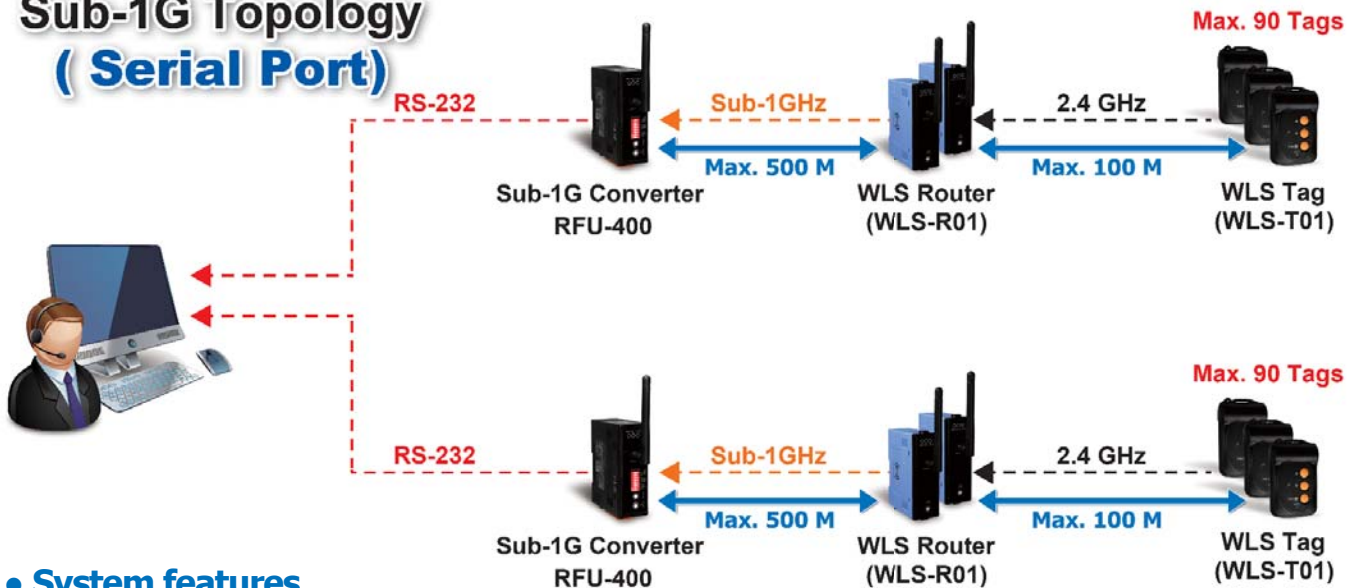 Sub-1G Topology
( Serial Port)
Max. 90 Tags
RS-232
Sub-1GHz
2.4 GHz
Max. 500 M
Max. 100 M
Sub-1G Converter
RFU-400
WLS Router
(WLS-R01)
WLS Tag
(WLS-T01)
Max. 90 Tags
RS-232
Sub-1GHz
2.4 GHz
Max. 500 M
Max. 100 M
Sub-1G Converter
RFU-400
WLS Router
(WLS-R01)
WLS Tag
(WLS-T01)
• System features